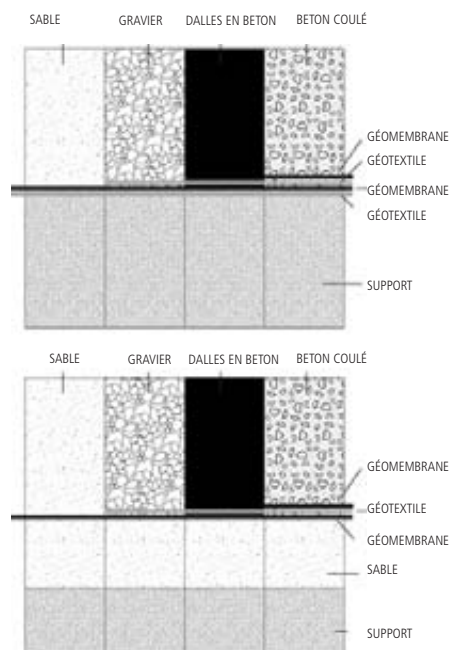 SABLE GRAVIER DALLES EN BETON BETON COULÉ
GÉOMEMBRANE
GÉOTEXTILE
GÉOMEMBRANE
GÉOTEXTILE
SUPPORT
SABLE GRAVIER DALLES EN BETON BETON COULÉ
GÉOMEMBRANE
GÉOTEXTILE
GÉOMEMBRANE
SABLE
SUPPORT